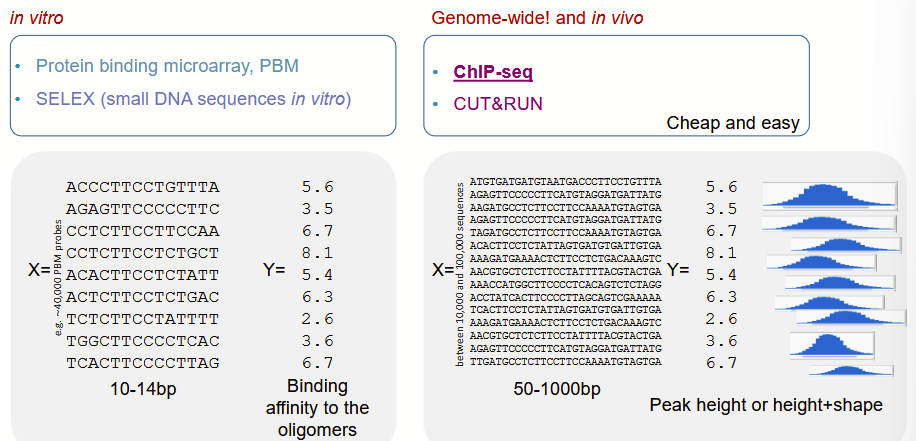 in vitro
• Protein binding microarray, PBM
• SELEX (small DNA sequences in vitro)
X=
e.g. ~40,000 PBM probes
ACCCTTCCTGTTTA
AGAGTTCCCCCTTC
CCTCTTCCTTCCAA
CCTCTTCCTCTGCT
ACACTTCCTCTATT
ACTCTTCCTCTGAC
TCTCTTCCTATTTT
TGGCTTCCCCTCAC
TCACTTCCCCTTAG
10-14bp
Y=
5.6
3.5
6.7
8.1
5.4
6.3
2.6
3.6
6.7
Binding
affinity to the
oligomers
Genome-wide! and in vivo
• ChIP-seq
• CUT&RUN
Cheap and easy
X=
between 10,000 and 100,000 sequences
ATGTGATGATGTAATGACCCTTCCTGTTTA
AGAGTTCCCCCTTCATGTAGGATGATTATG
AAGATGCCTCTTCCTTCCAAAATGTAGTGA
AGAGTTCCCCCTTCATGTAGGATGATTATG
TAGATGCCTCTTCCTTCCAAAATGTAGTGA
ACACTTCCTCTATTAGTGATGTGATTGTGA
AAAGATGAAAACTCTTCCTCTGACAAAGTC
AACGTGCTCTCTTCCTATTTTACGTACTGA
AAACCATGGCTTCCCCTCACAGTCTCTAGG
ACCTATCACTTCCCCTTAGCAGTCGAAAAA
TCACTTCCTCTATTAGTGATGTGATTGTGA
AAAGATGAAAACTCTTCCTCTGACAAAGTC
AACGTGCTCTCTTCCTATTTTACGTACTGA
AGAGTTCCCCCTTCATGTAGGATGATTATG
TTGATGCCTCTTCCTTCCAAAATGTAGTGA
50-1000bp
Y=
5.6
3.5
6.7
8.1
5.4
6.3
2.6
3.6
6.7
Peak height or height+shape